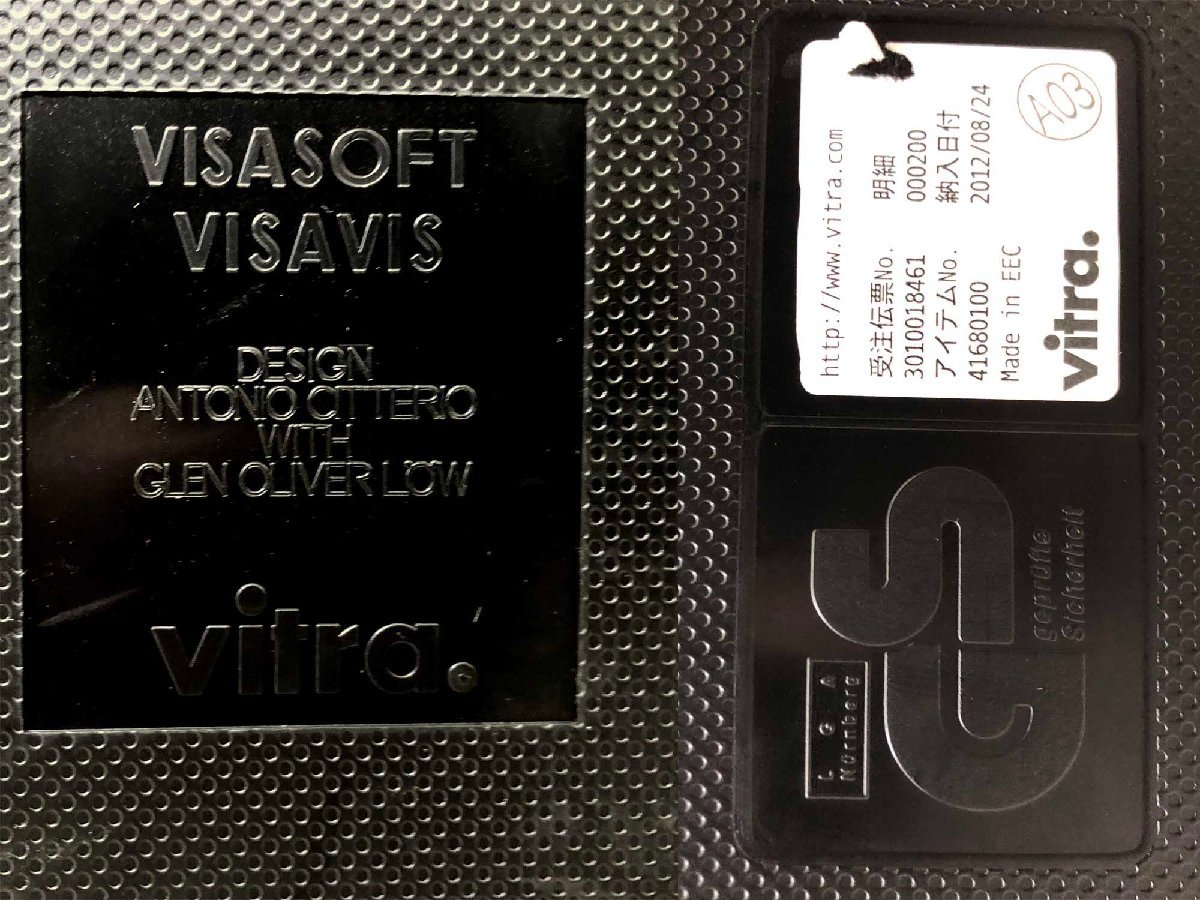 VISASOFT
VISAVIS
DESIGN
ANTONIO CITTERIO
WITH
GLEN OLIVER LÖW
vitra.
http://www.vitra.com
受注伝票No. 明細
3010018461 000200
アイテムNo. 納入日付
41680100 2012/08/24
Made in EEC
vitra.
A03
GS
geprüfte
Sicherheit
LGA
Nürnberg